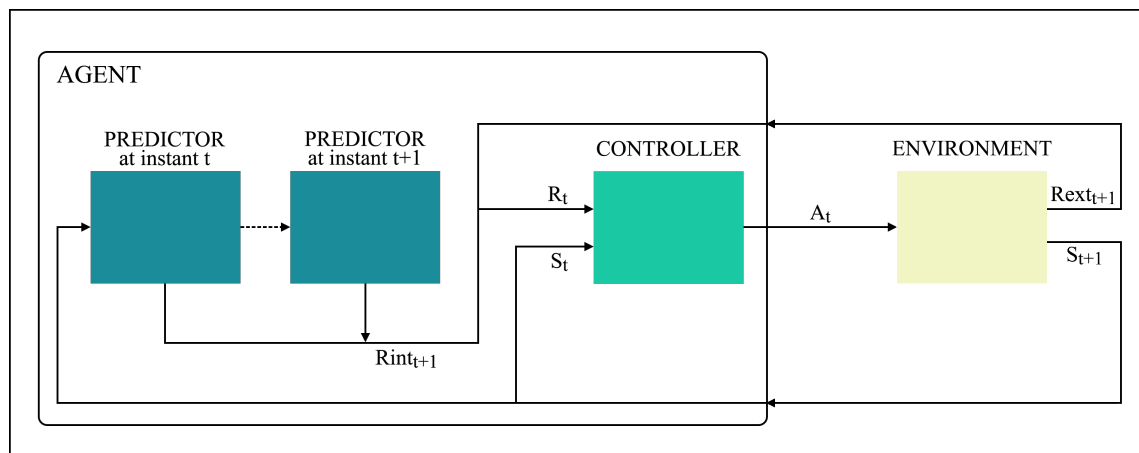 AGENT
PREDICTOR
at instant t
PREDICTOR
at instant t+1
CONTROLLER
ENVIRONMENT
Rt
St
At
Rextt+1
St+1
Rintt+1